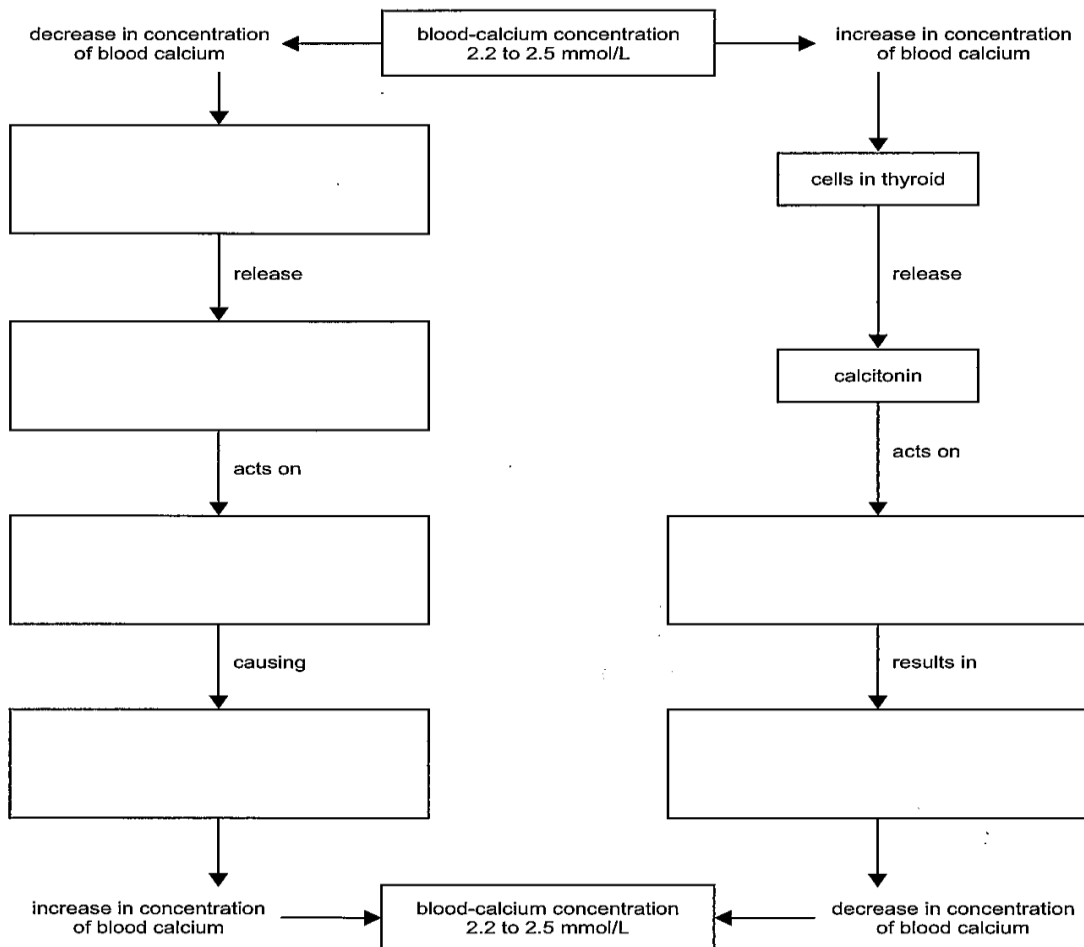 decrease in concentration
of blood calcium
blood-calcium concentration
2.2 to 2.5 mmol/L
increase in concentration
of blood calcium
cells in thyroid
release
release
calcitonin
acts on
acts on
causing
results in
increase in concentration
of blood calcium
blood-calcium concentration
2.2 to 2.5 mmol/L
decrease in concentration
of blood calcium